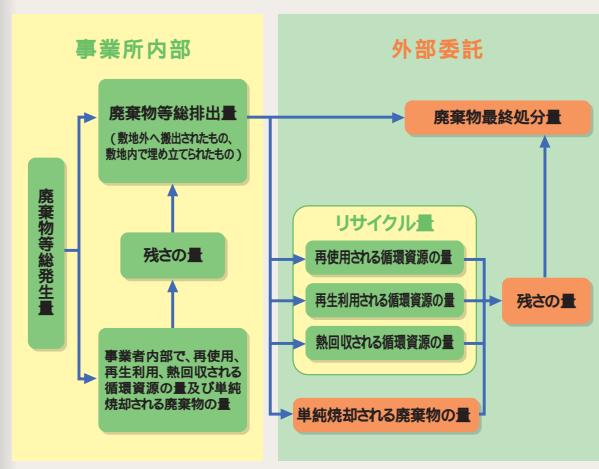 事業所内部
外部委託
廃棄物等総排出量
(敷地外へ搬出されたもの、
敷地内で埋め立てられたもの)
廃棄物最終処分量
廃棄物等総発生量
残さの量
リサイクル量
再使用される循環資源の量
再生利用される循環資源の量
熱回収される循環資源の量
残さの量
事業者内部で、再使用、
再生利用、熱回収される
循環資源の量及び単純
焼却される廃棄物の量
単純焼却される廃棄物の量